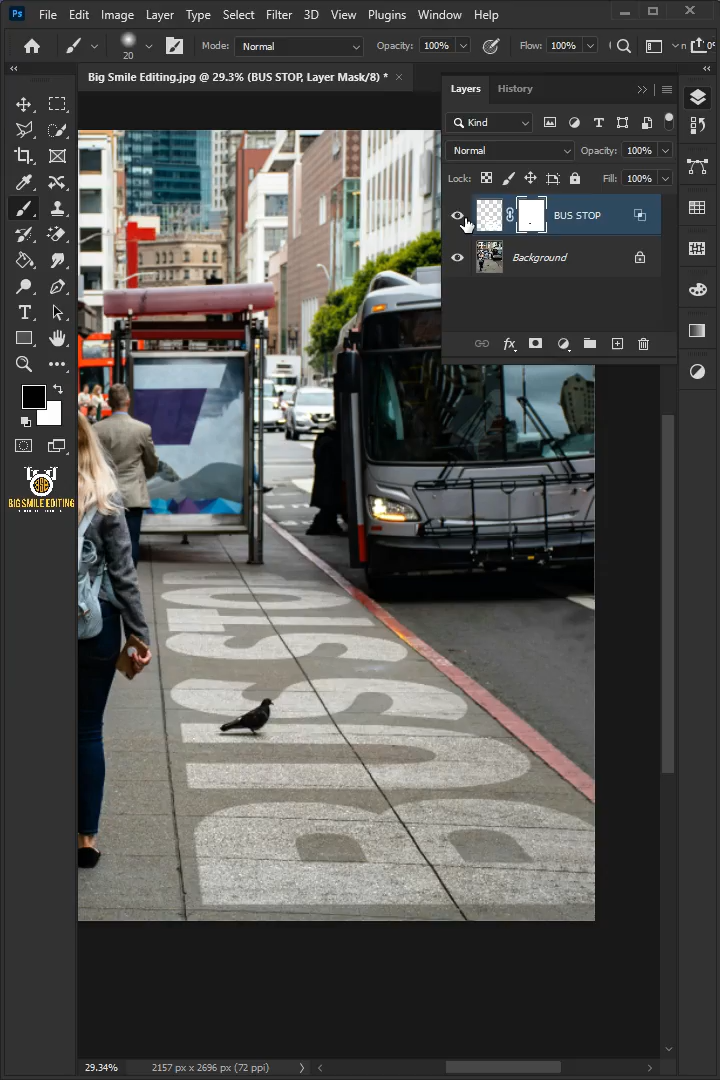 Ps File Edit Image Layer Type Select Filter 3D View Plugins Window Help
20 Mode: Normal Opacity: 100% Flow: 100%
Big Smile Editing.jpg @ 29.3% (BUS STOP, Layer Mask/8) *
Layers History
Kind
Normal Opacity: 100%
Lock: Fill: 100%
BUS STOP
Background
fx
BIG SMILE EDITING
BUS STOP
29.34% 2157 px x 2696 px (72 ppi)